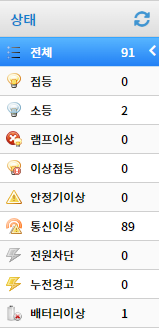 상태
전체 91
점등 0
소등 2
램프이상 0
이상점등 0
안정기이상 0
통신이상 89
전원차단 0
누전경고 0
배터리이상 1